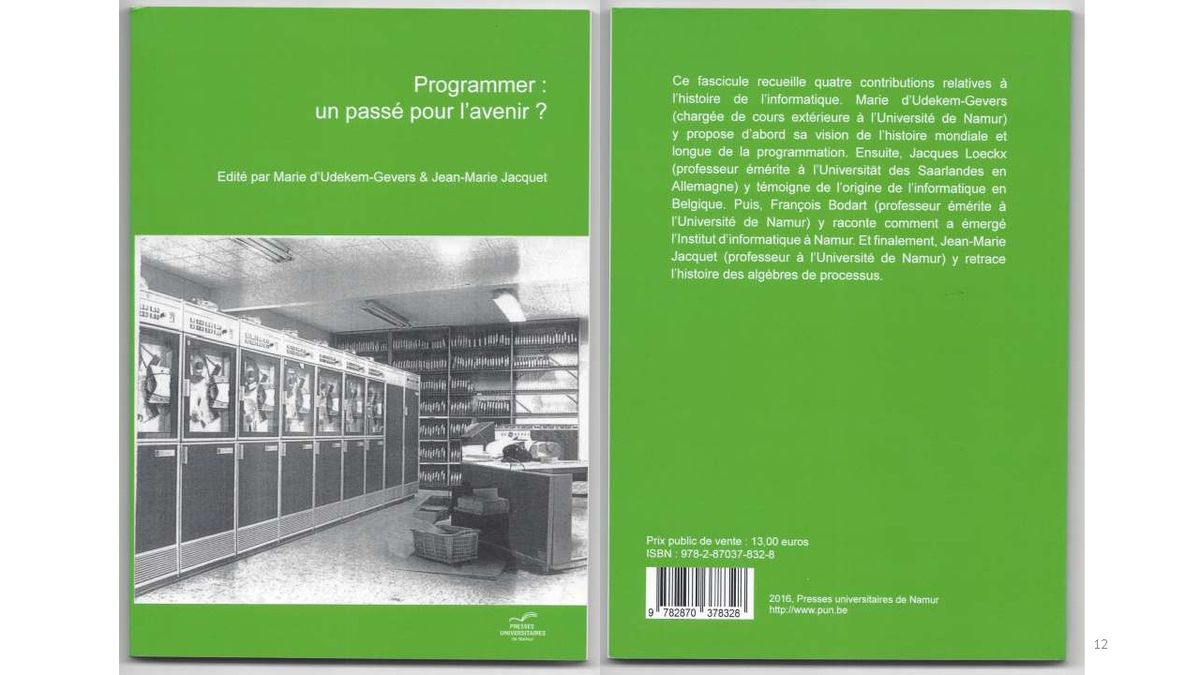 Programmer :
un passé pour l'avenir ?
Edité par Marie d'Udekem-Gevers & Jean-Marie Jacquet
PRESSES
UNIVERSITAIRES
de Namur
Ce fascicule recueille quatre contributions relatives à
l'histoire de l'informatique. Marie d'Udekem-Gevers
(chargée de cours extérieure à l'Université de Namur)
y propose d'abord sa vision de l'histoire mondiale et
longue de la programmation. Ensuite, Jacques Loeckx
(professeur émérite à l'Universität des Saarlandes en
Allemagne) y témoigne de l'origine de l'informatique en
Belgique. Puis, François Bodart (professeur émérite à
l'Université de Namur) y raconte comment a émergé
l'Institut d'informatique à Namur. Et finalement, Jean-Marie
Jacquet (professeur à l'Université de Namur) y retrace
l'histoire des algèbres de processus.
Prix public de vente : 13,00 euros
ISBN : 978-2-87037-832-8
9 782870 378328
2016, Presses universitaires de Namur
http://www.pun.be
12